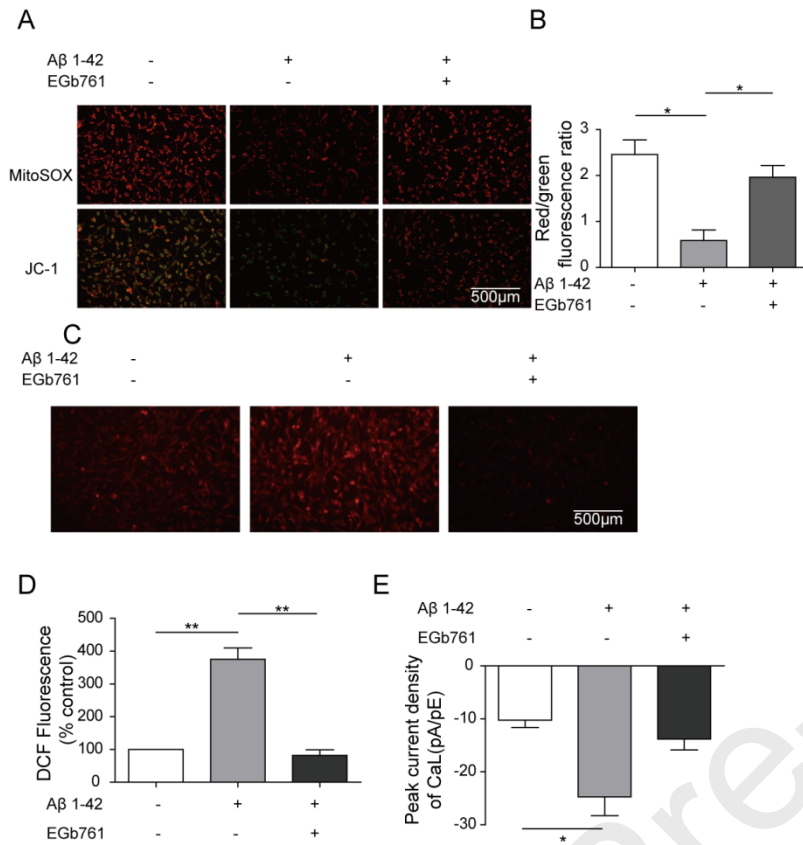 A
Aβ 1-42 - + +
EGb761 - - +
MitoSOX
JC-1
500μm
B
* *
Red/green
fluorescence ratio
3
2
1
0
Aβ 1-42 - + +
EGb761 - - +
C
Aβ 1-42 - + +
EGb761 - - +
500μm
D
** **
DCF Fluorescence
(% control)
500
400
300
200
100
0
Aβ 1-42 - + +
EGb761 - - +
E
Aβ 1-42 - + +
EGb761 - - +
Peak current density
of CaL(pA/pE)
0
-10
-20
-30
*